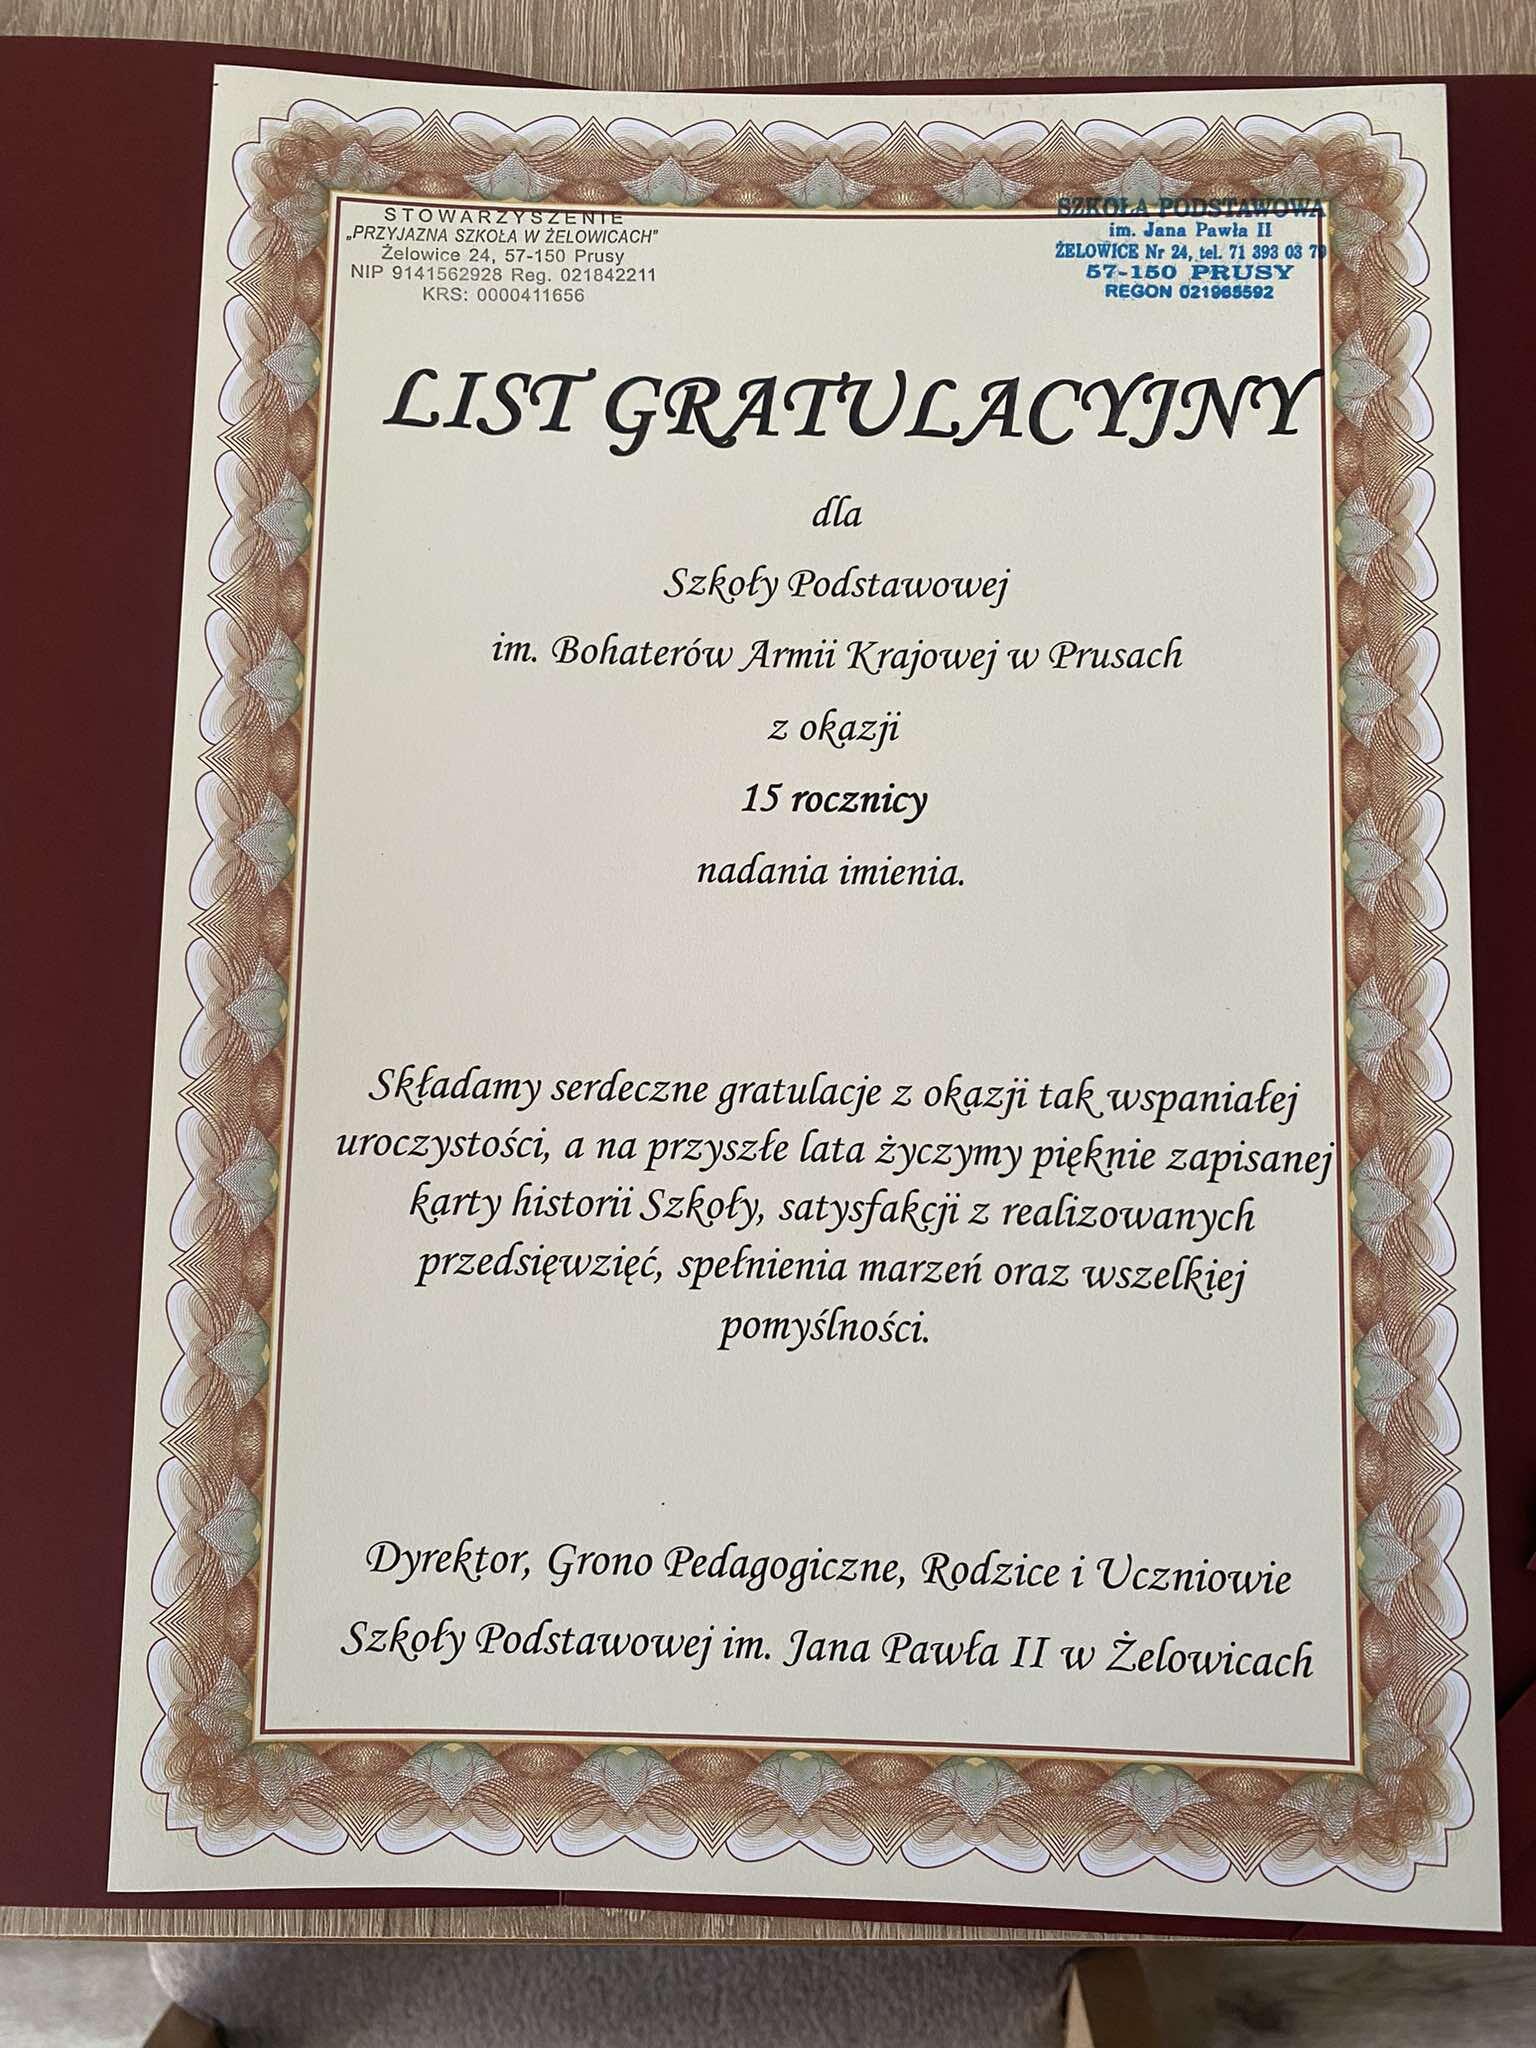 STOWARZYSZENIE
„PRZYJAZNA SZKOŁA W ŻELOWICACH”
Żelowice 24, 57-150 Prusy
NIP 9141562928 Reg. 021842211
KRS: 0000411656
SZKOŁA PODSTAWOWA
im. Jana Pawła II
ŻELOWICE Nr 24, tel. 71 393 03 79
57-150 PRUSY
REGON 021965592
LIST GRATULACYJNY
dla
Szkoły Podstawowej
im. Bohaterów Armii Krajowej w Prusach
z okazji
15 rocznicy
nadania imienia.
Składamy serdeczne gratulacje z okazji tak wspaniałej
uroczystości, a na przyszłe lata życzymy pięknie zapisanej
karty historii Szkoły, satysfakcji z realizowanych
przedsięwzięć, spełnienia marzeń oraz wszelkiej
pomyślności.
Dyrektor, Grono Pedagogiczne, Rodzice i Uczniowie
Szkoły Podstawowej im. Jana Pawła II w Żelowicach